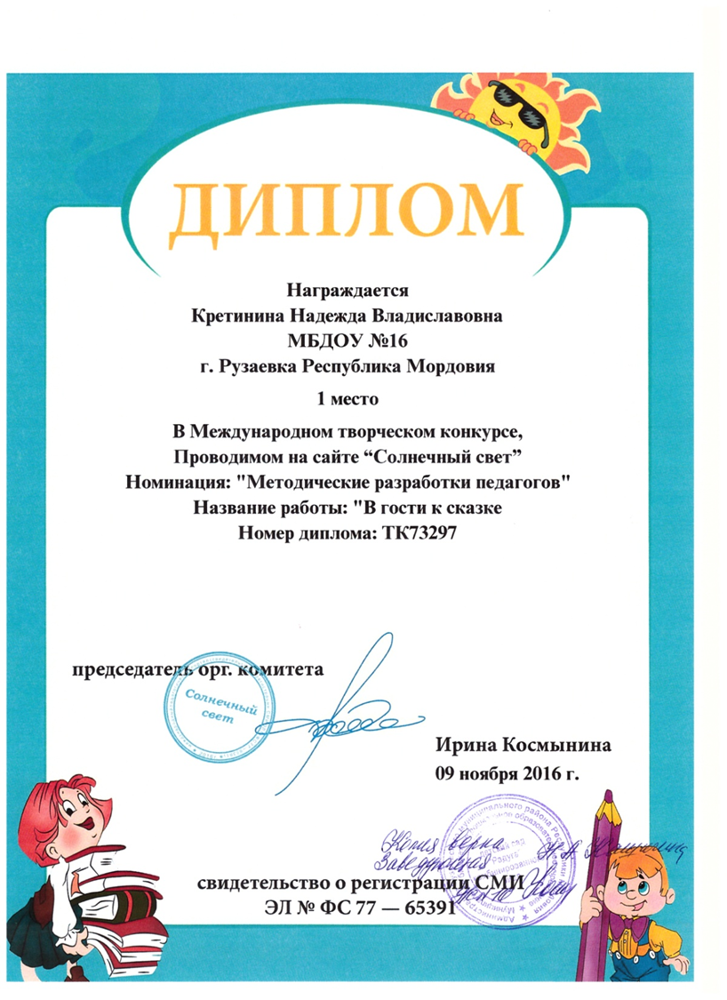 ДИПЛОМ
Награждается
Кретинина Надежда Владиславовна
МБДОУ №16
г. Рузаевка Республика Мордовия
1 место
В Международном творческом конкурсе,
Проводимом на сайте “Солнечный свет”
Номинация: "Методические разработки педагогов"
Название работы: "В гости к сказке
Номер диплома: ТК73297
председатель орг. комитета
Солнечный
свет
Ирина Космынина
09 ноября 2016 г.
Копия верна
Заведующая
свидетельство о регистрации СМИ
ЭЛ № ФС 77 — 65391